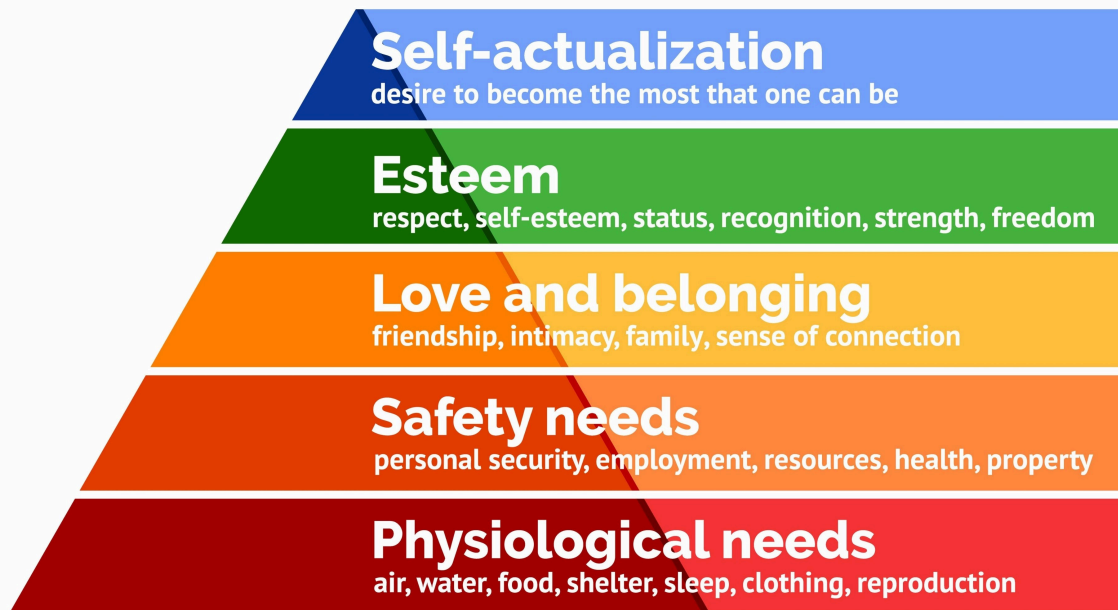 Self-actualization
desire to become the most that one can be
Esteem
respect, self-esteem, status, recognition, strength, freedom
Love and belonging
friendship, intimacy, family, sense of connection
Safety needs
personal security, employment, resources, health, property
Physiological needs
air, water, food, shelter, sleep, clothing, reproduction